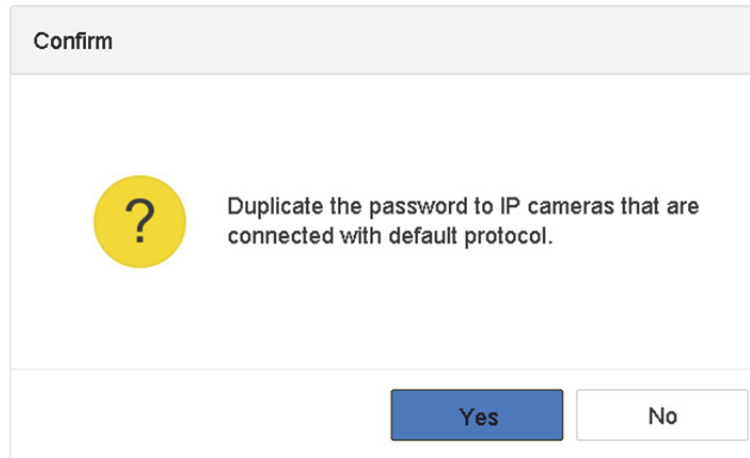 Confirm
?
Duplicate the password to IP cameras that are
connected with default protocol.
Yes No